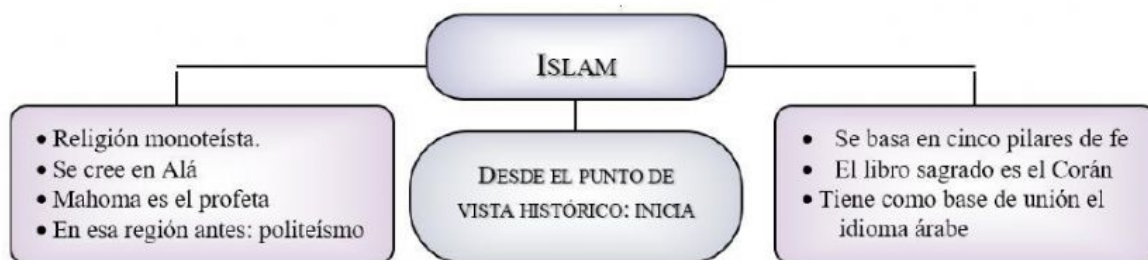 ISLAM
• Religión monoteísta.
• Se cree en Alá
• Mahoma es el profeta
• En esa región antes: politeísmo
DESDE EL PUNTO DE
VISTA HISTÓRICO: INICIA
• Se basa en cinco pilares de fe
• El libro sagrado es el Corán
• Tiene como base de unión el
idioma árabe